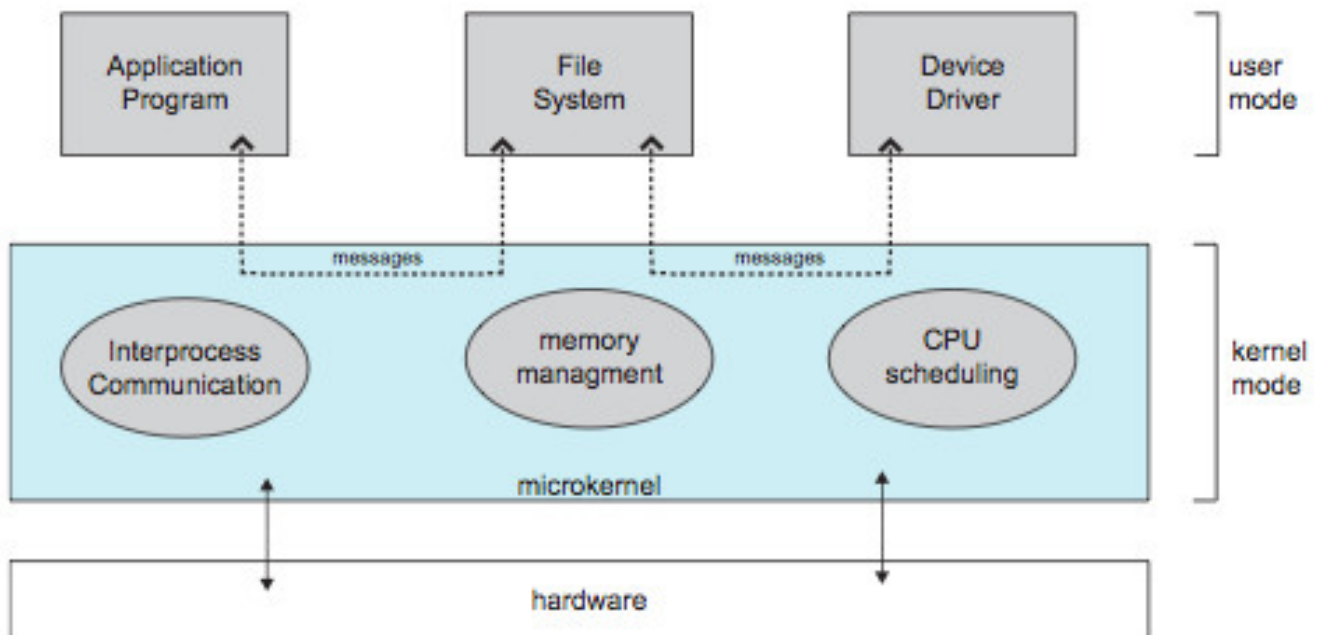 Application
Program
File
System
Device
Driver
user
mode
messages
messages
Interprocess
Communication
memory
managment
CPU
scheduling
kernel
mode
microkernel
hardware